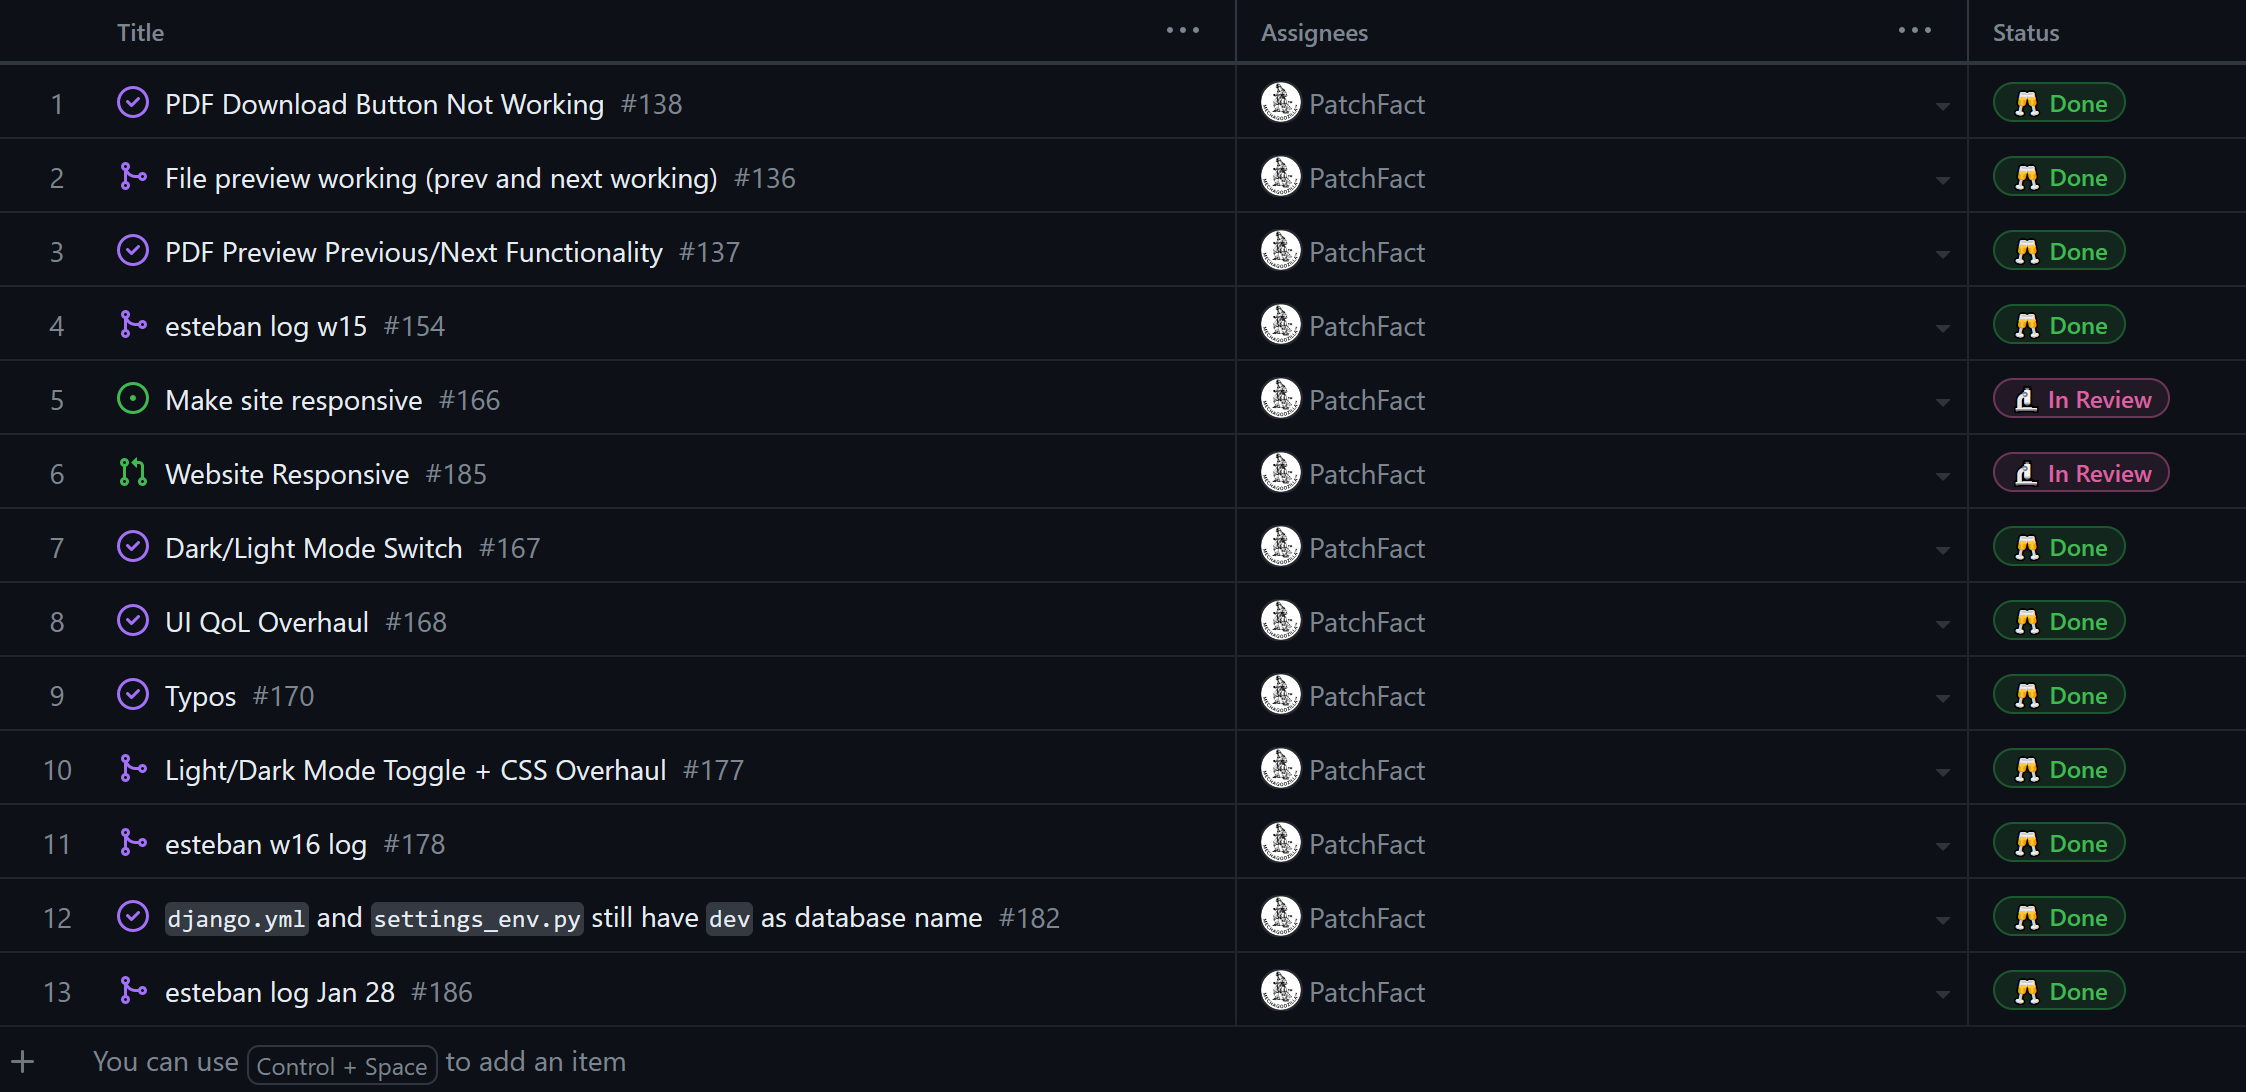 Title ... Assignees ... Status
1 PDF Download Button Not Working #138 PatchFact Done
2 File preview working (prev and next working) #136 PatchFact Done
3 PDF Preview Previous/Next Functionality #137 PatchFact Done
4 esteban log w15 #154 PatchFact Done
5 Make site responsive #166 PatchFact In Review
6 Website Responsive #185 PatchFact In Review
7 Dark/Light Mode Switch #167 PatchFact Done
8 UI QoL Overhaul #168 PatchFact Done
9 Typos #170 PatchFact Done
10 Light/Dark Mode Toggle + CSS Overhaul #177 PatchFact Done
11 esteban w16 log #178 PatchFact Done
12 django.yml and settings_env.py still have dev as database name #182 PatchFact Done
13 esteban log Jan 28 #186 PatchFact Done
+ You can use Control + Space to add an item